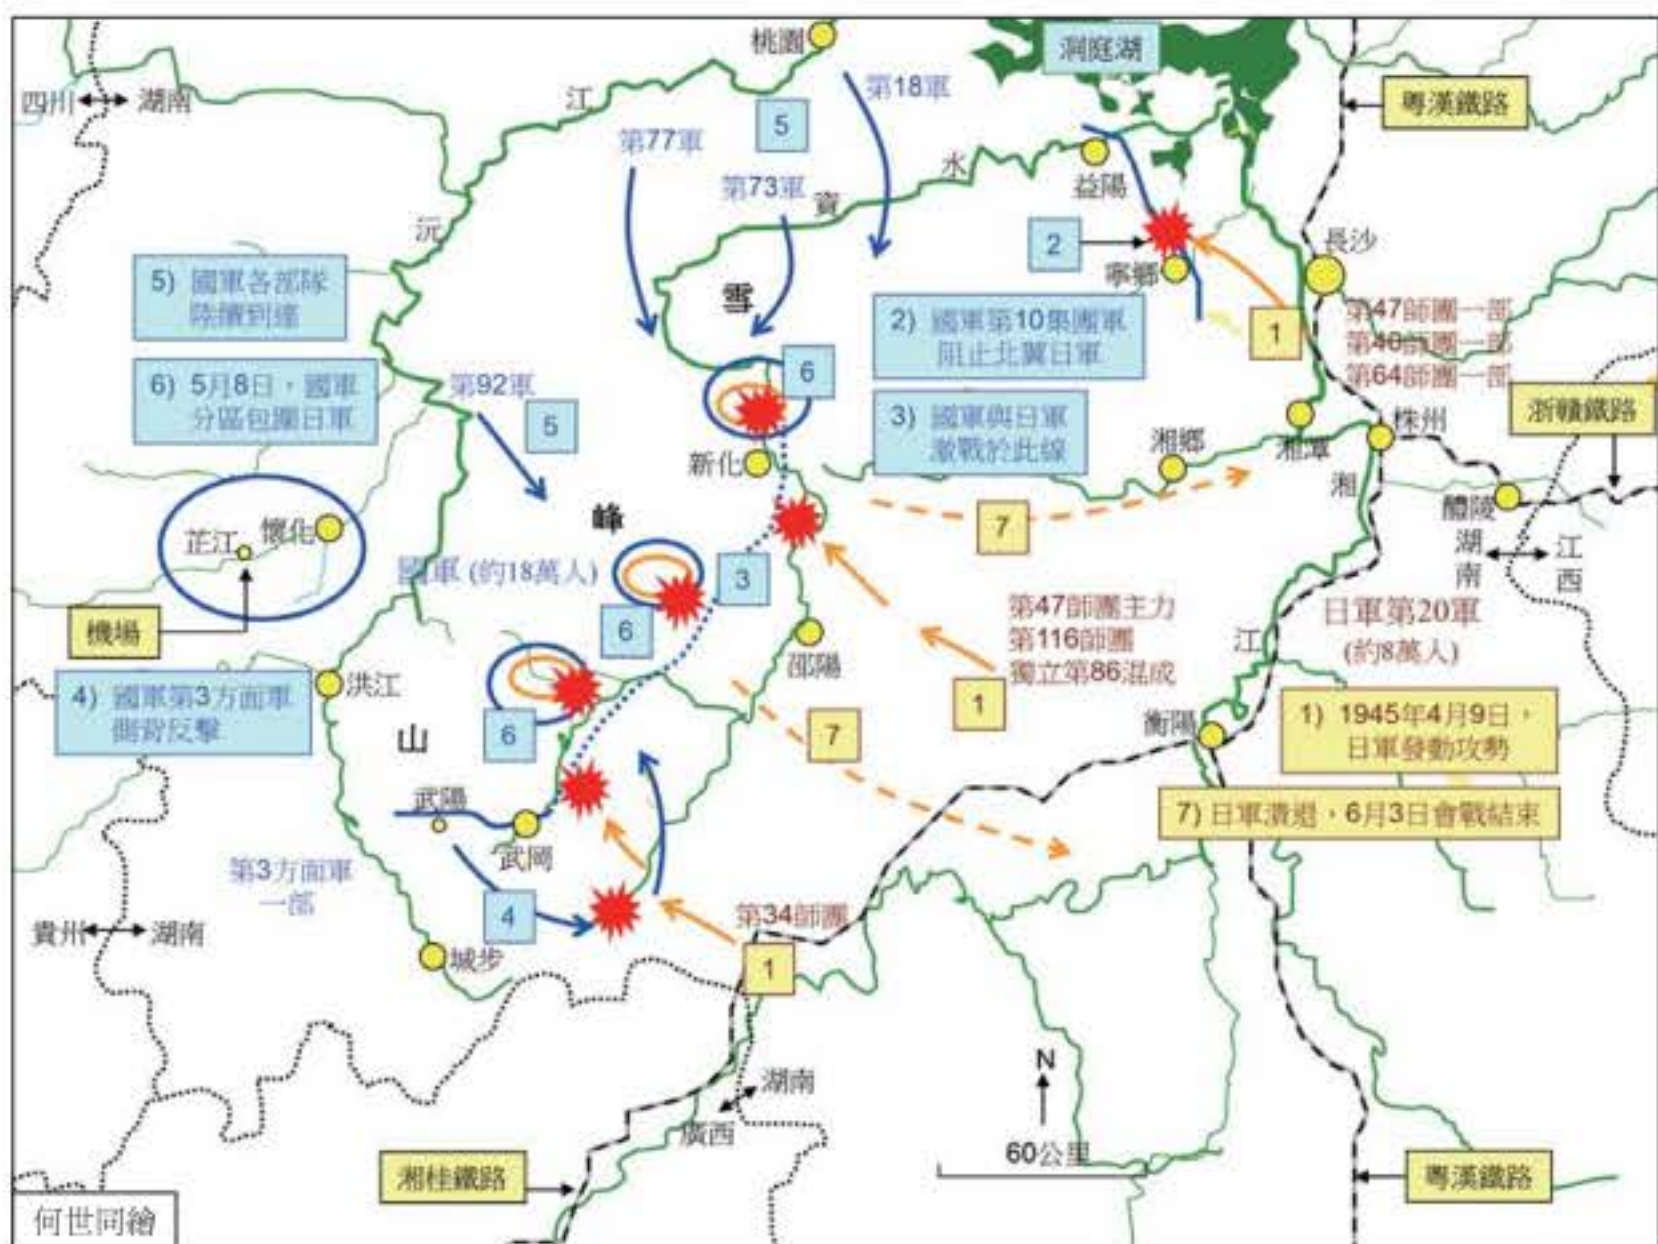 桃園
洞庭湖
四川
湖南
江
第18軍
粵漢鐵路
5
第77軍
水
第73軍
益陽
資
沅
2
長沙
寧鄉
5) 國軍各部隊
陸續到達
雪
2) 國軍第10集團軍
阻止北翼日軍
1
第47師團一部
第40師團一部
第64師團一部
6) 5月8日，國軍
分區包圍日軍
第92軍
5
6
3) 國軍與日軍
激戰於此線
浙贛鐵路
株州
新化
湘鄉
湘潭
湘
醴陵
芷江
懷化
峰
7
湖南
江西
國軍 (約18萬人)
3
機場
6
第47師團主力
第116師團
獨立第86混成
日軍第20軍
(約8萬人)
江
邵陽
洪江
1
4) 國軍第3方面軍
側背反擊
6
7
衡陽
1) 1945年4月9日，
日軍發動攻勢
山
武陽
武岡
7) 日軍潰退，6月3日會戰結束
第3方面軍
一部
4
第34師團
貴州
湖南
城步
1
N
湖南
廣西
60公里
湘桂鐵路
粵漢鐵路
何世同繪